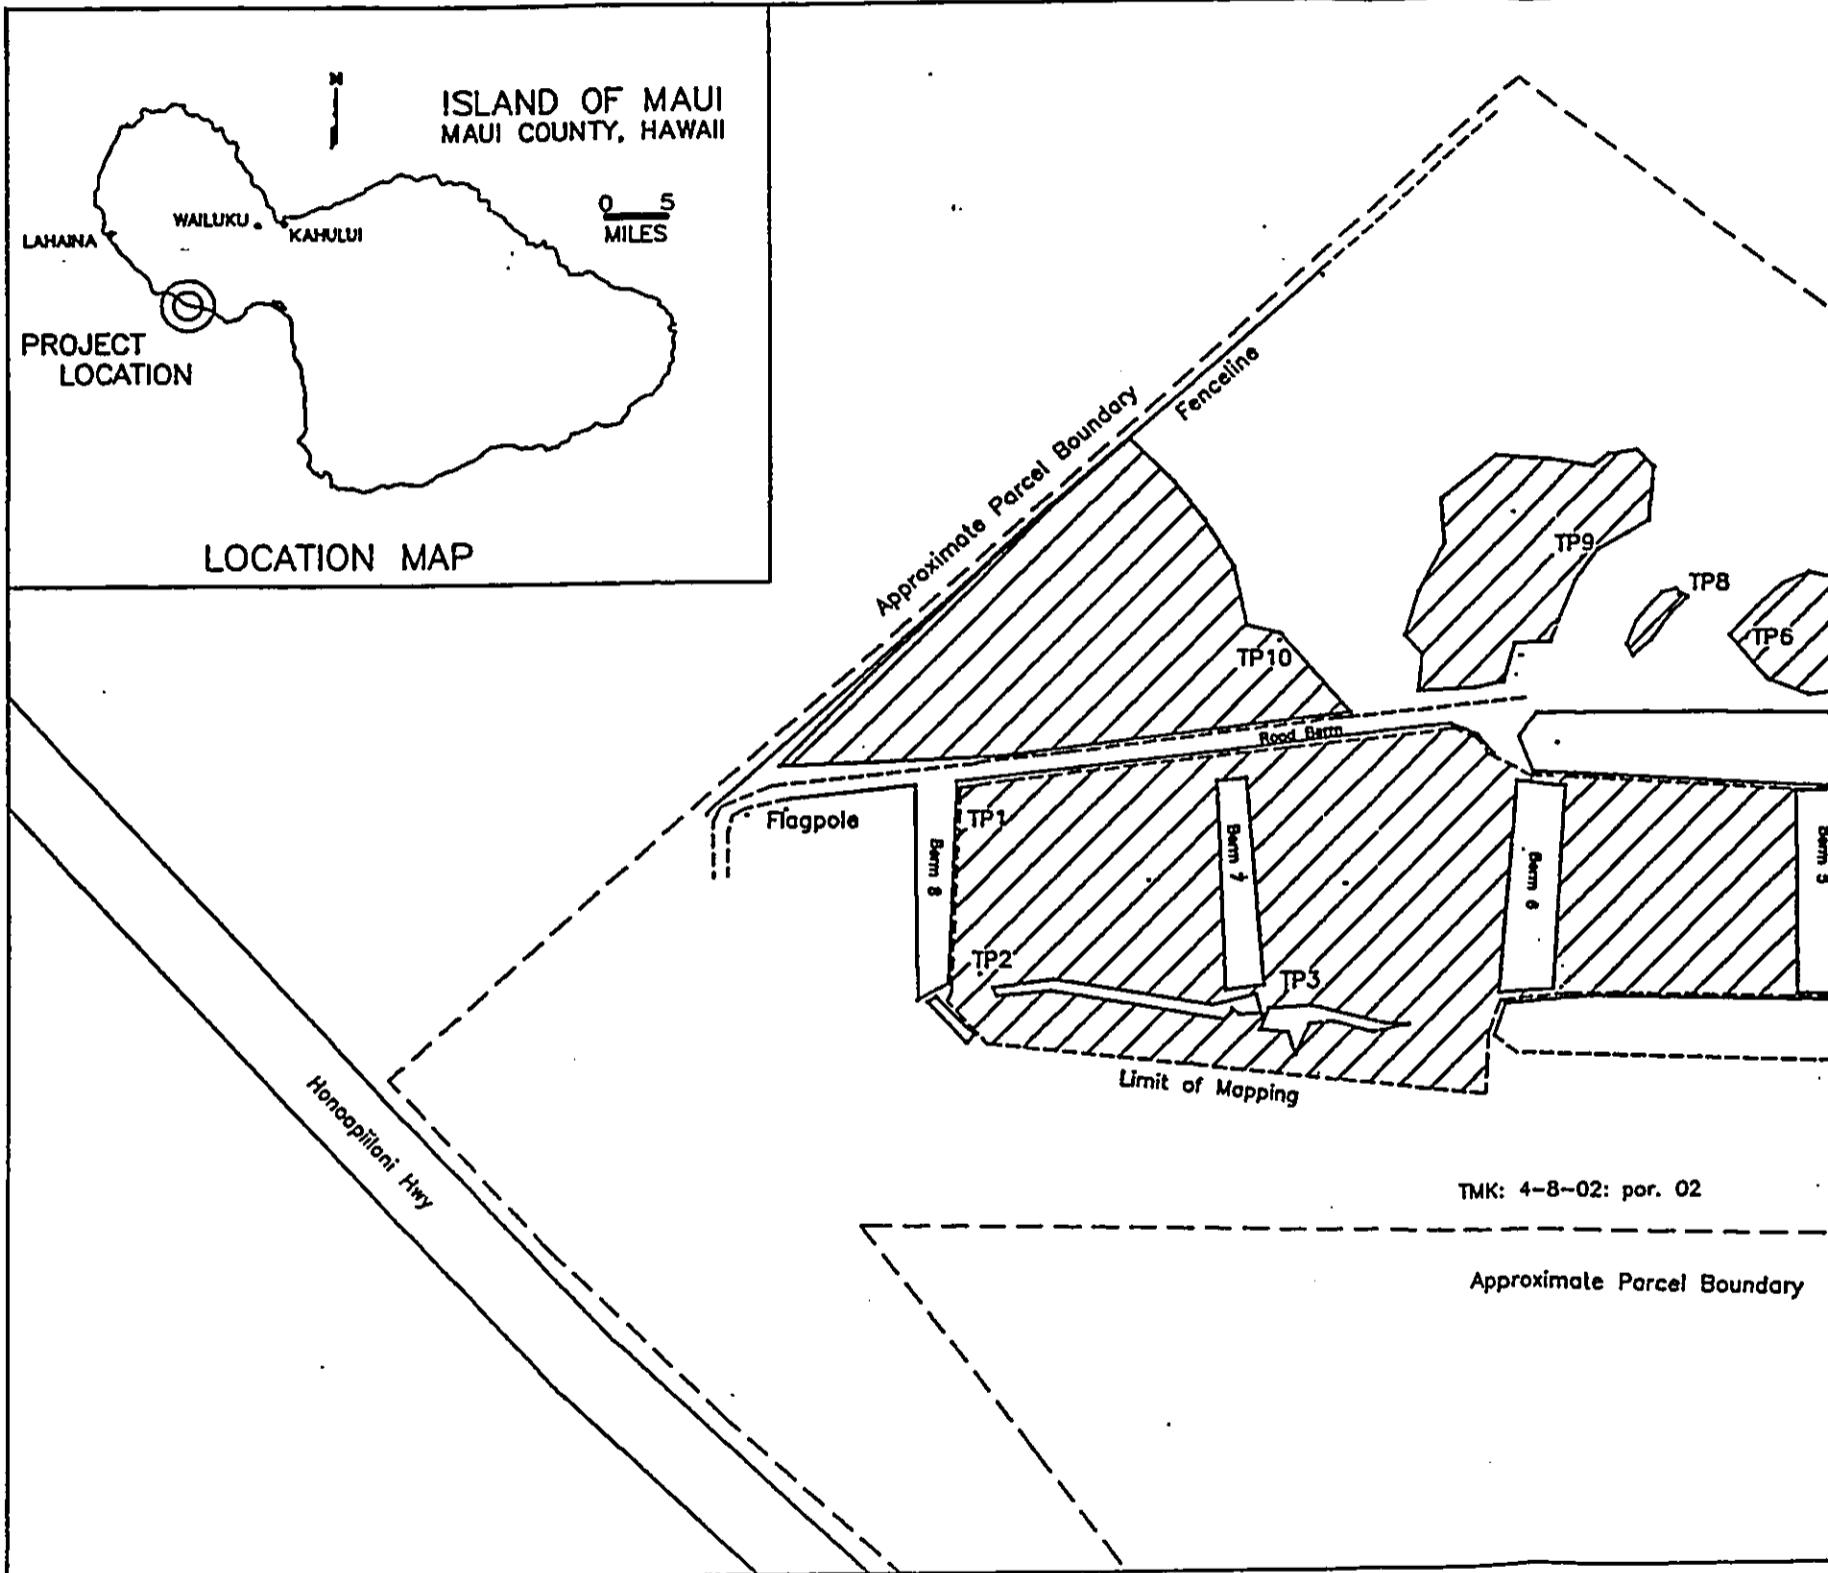 N
ISLAND OF MAUI
MAUI COUNTY, HAWAII
0 5
MILES
WAILUKU
KAHULUI
LAHAINA
PROJECT
LOCATION
LOCATION MAP
Approximate Parcel Boundary
Fenceline
TP9
TP8
TP6
TP10
Road Berm
Flagpole
TP1
Berm 8
Berm 7
Berm 6
Berm 5
TP2
TP3
Limit of Mapping
Honoapiilani Hwy
TMK: 4-8-02: por. 02
Approximate Parcel Boundary